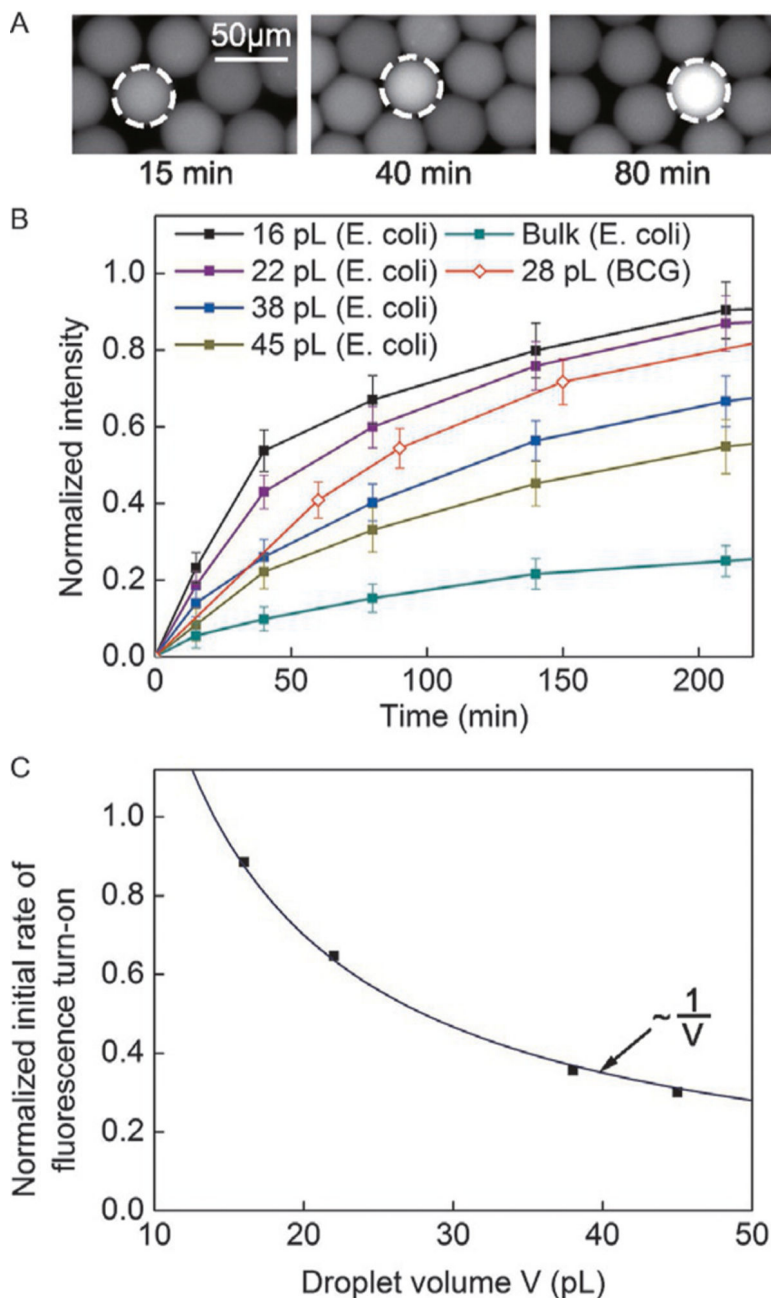 A
50μm
15 min
40 min
80 min
B
16 pL (E. coli)
Bulk (E. coli)
22 pL (E. coli)
28 pL (BCG)
38 pL (E. coli)
45 pL (E. coli)
1.0
0.8
0.6
0.4
0.2
0.0
Normalized intensity
0 50 100 150 200
Time (min)
C
1.0
0.8
0.6
0.4
0.2
0.0
Normalized initial rate of
fluorescence turn-on
~ 1/V
10 20 30 40 50
Droplet volume V (pL)